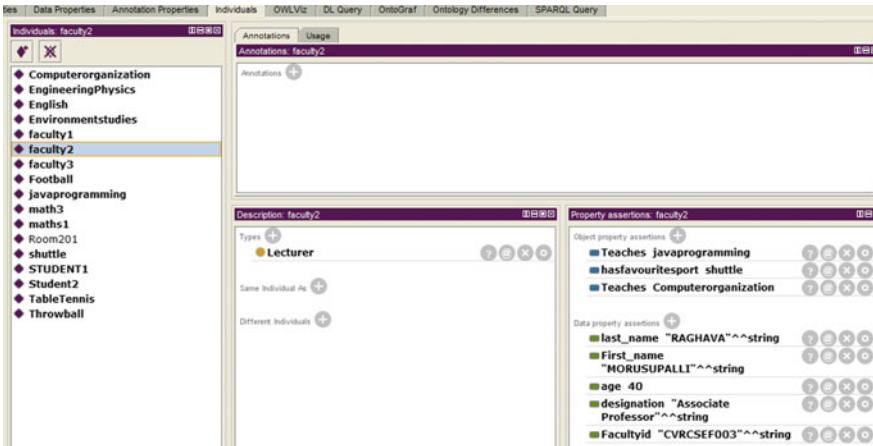 ties Data Properties Annotation Properties Individuals OWLViz DL Query OntoGraf Ontology Differences SPARQL Query
Individuals: faculty2
Computerorganization
EngineeringPhysics
English
Environmentstudies
faculty1
faculty2
faculty3
Football
javaprogramming
math3
maths1
Room201
shuttle
STUDENT1
Student2
TableTennis
Throwball
Annotations Usage
Annotations: faculty2
Annotations
Description: faculty2
Types
Lecturer
Same Individual As
Different Individuals
Property assertions: faculty2
Object property assertions
Teaches javaprogramming
hasfavouritesport shuttle
Teaches Computerorganization
Data property assertions
last_name "RAGHAVA"^^string
First_name
"MORUSUPALLI"^^string
age 40
designation "Associate
Professor"^^string
Facultyid "CVRCSEF003"^^string